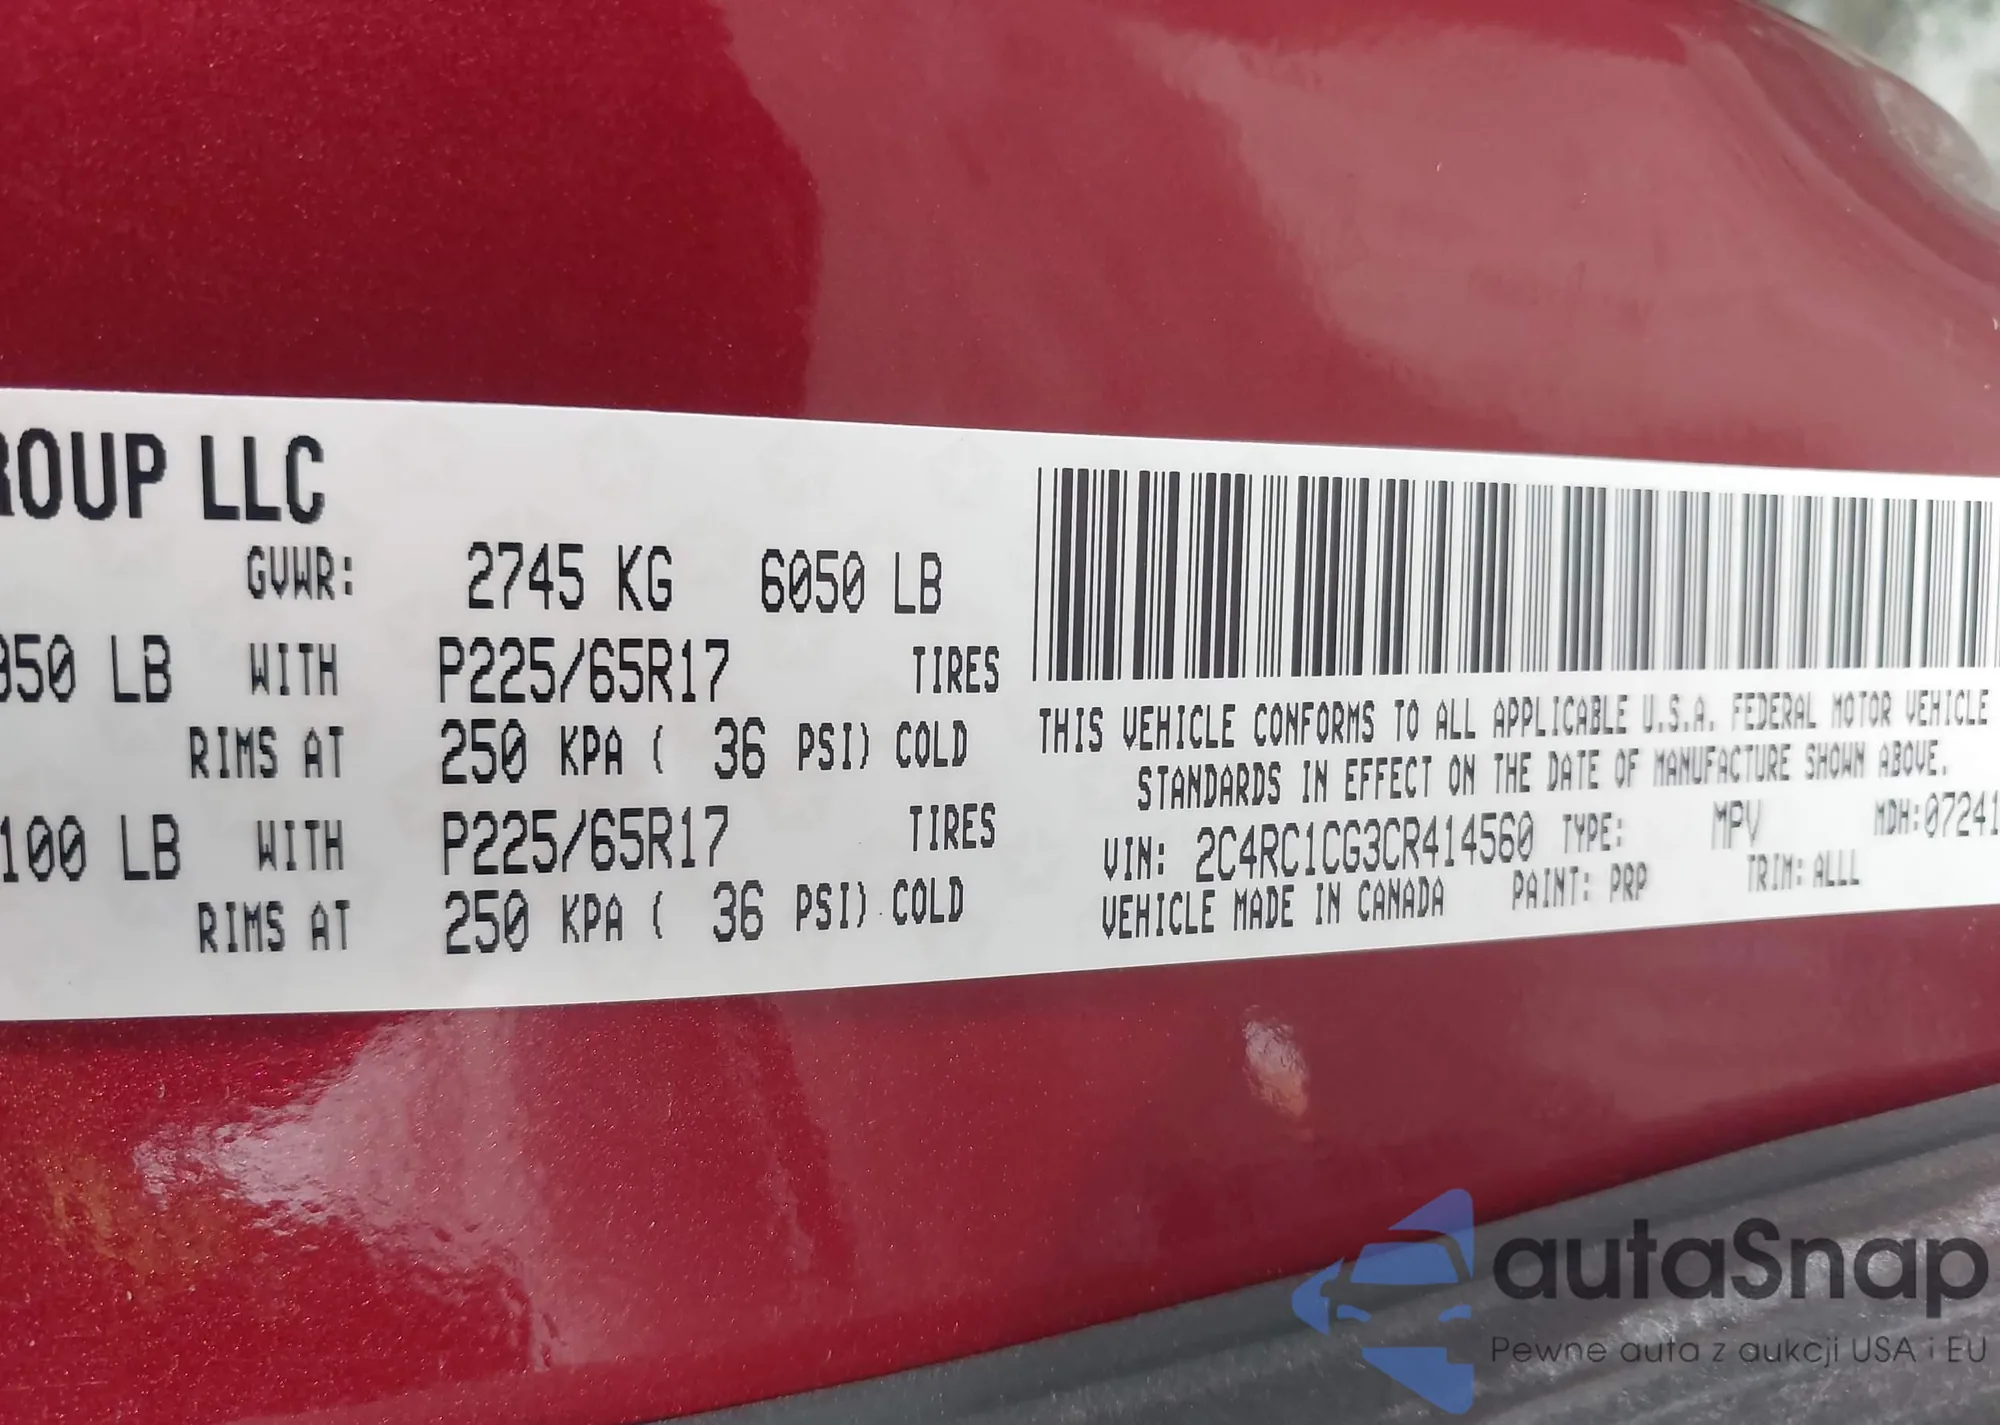 ROUP LLC
GVWR: 2745 KG 6050 LB
050 LB WITH P225/65R17 TIRES
RIMS AT 250 KPA ( 36 PSI) COLD
100 LB WITH P225/65R17 TIRES
RIMS AT 250 KPA ( 36 PSI) COLD
THIS VEHICLE CONFORMS TO ALL APPLICABLE U.S.A. FEDERAL MOTOR VEHICLE
STANDARDS IN EFFECT ON THE DATE OF MANUFACTURE SHOWN ABOVE.
VIN: 2C4RC1CG3CR414560 TYPE: MPV MDH:07241
VEHICLE MADE IN CANADA PAINT: PRP TRIM: ALLL
autaSnap
Pewne auta z aukcji USA i EU